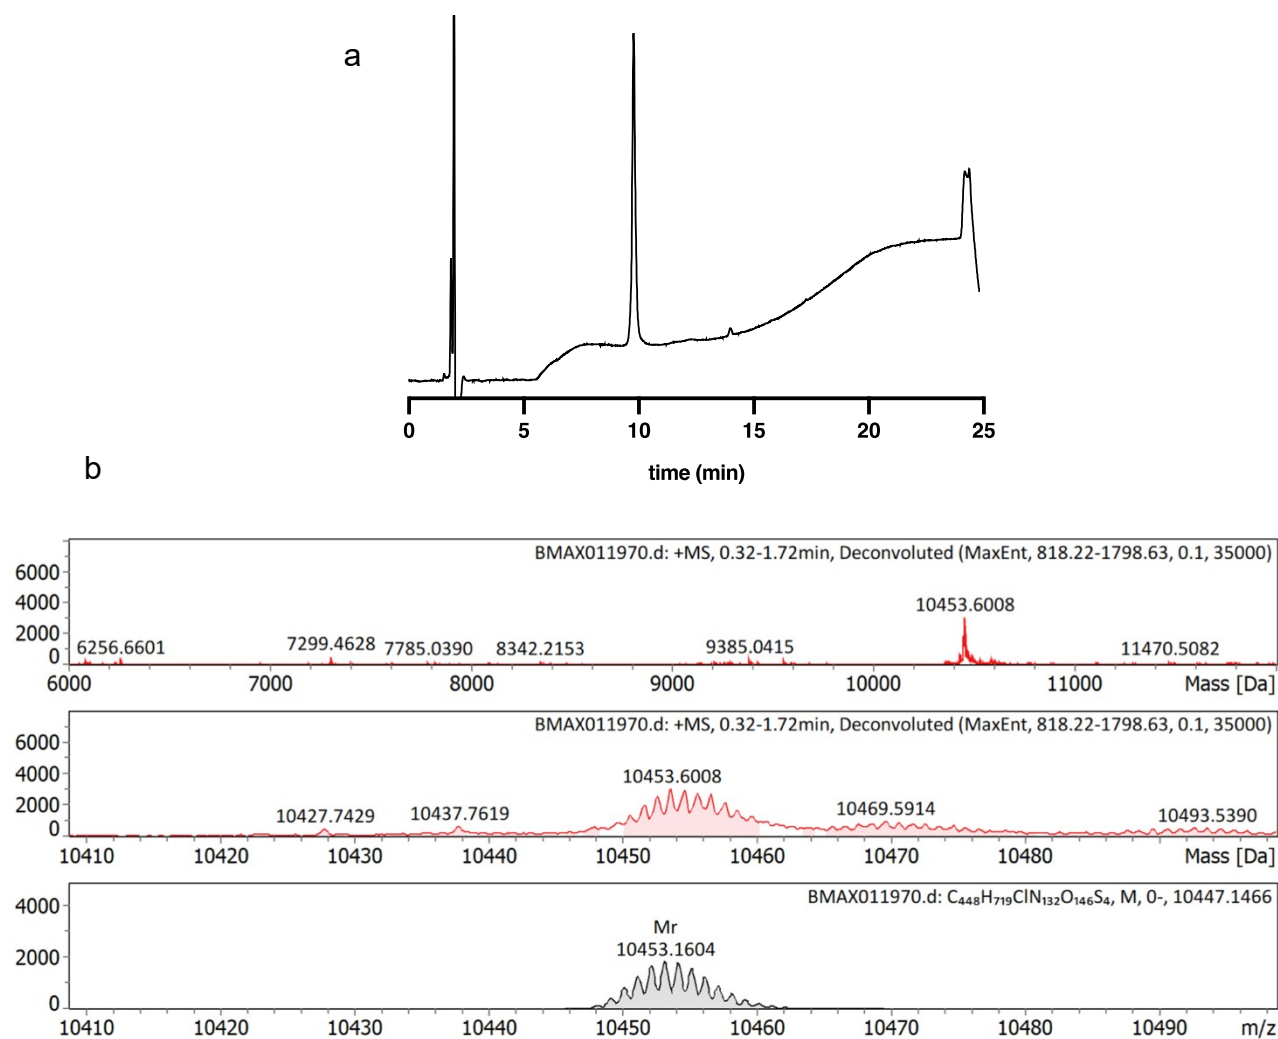 a
0 5 10 15 20 25
time (min)
b
BMAX011970.d: +MS, 0.32-1.72min, Deconvoluted (MaxEnt, 818.22-1798.63, 0.1, 35000)
6000
4000
2000
0
10453.6008
6256.6601 7299.4628 7785.0390 8342.2153 9385.0415 11470.5082
6000 7000 8000 9000 10000 11000 Mass [Da]
BMAX011970.d: +MS, 0.32-1.72min, Deconvoluted (MaxEnt, 818.22-1798.63, 0.1, 35000)
6000
4000
2000
0
10453.6008
10427.7429 10437.7619 10469.5914 10493.5390
10410 10420 10430 10440 10450 10460 10470 10480 Mass [Da]
BMAX011970.d: C₄₄₈H₇₁₉ClN₁₃₂O₁₄₆S₄, M, 0-, 10447.1466
4000
2000
0
Mr
10453.1604
10410 10420 10430 10440 10450 10460 10470 10480 10490 m/z